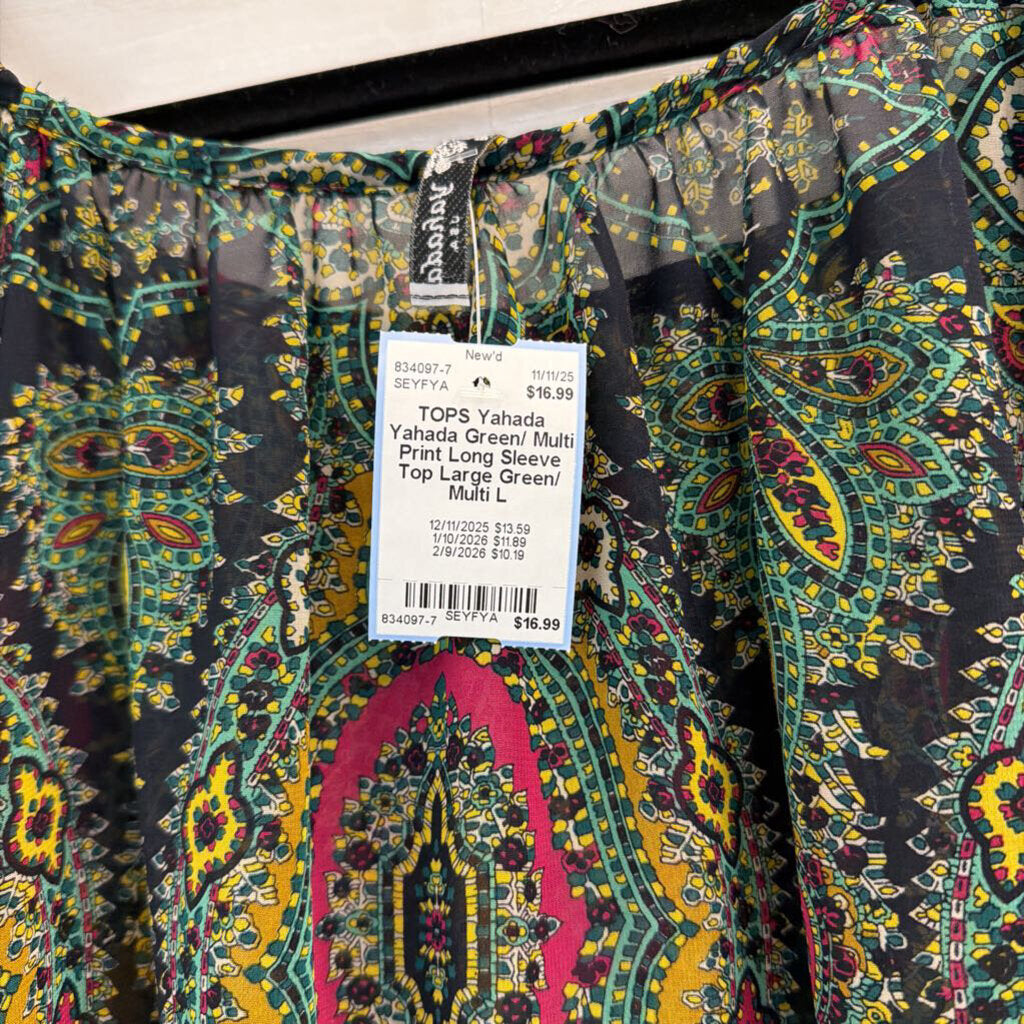 Yahada
U.S.A
New'd
834097-7 11/11/25
SEYFYA $16.99
TOPS Yahada
Yahada Green/ Multi
Print Long Sleeve
Top Large Green/
Multi L
12/11/2025 $13.59
1/10/2026 $11.89
2/9/2026 $10.19
834097-7 SEYFYA $16.99